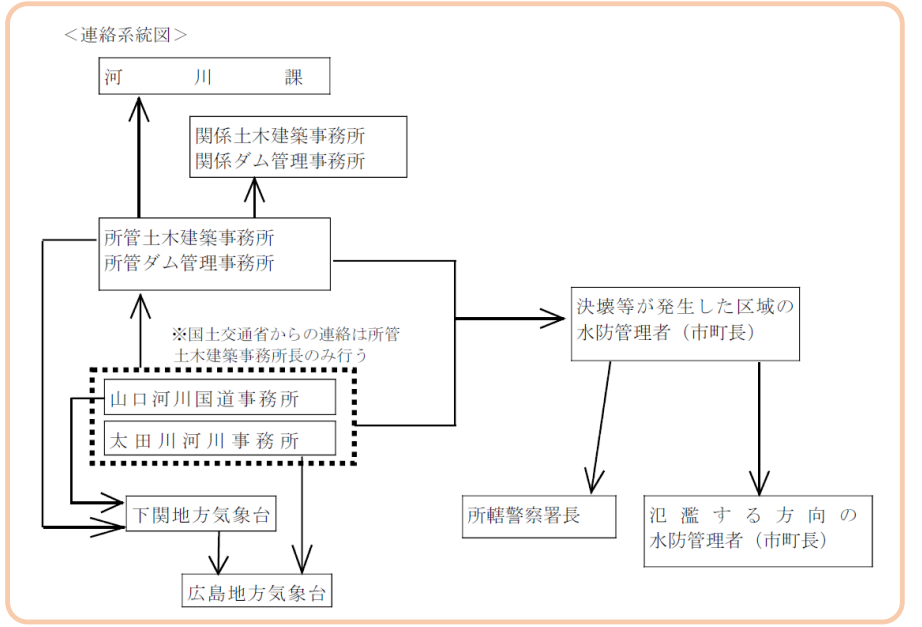 ＜連絡系統図＞
河川課
関係土木建築事務所
関係ダム管理事務所
所管土木建築事務所
所管ダム管理事務所
決壊等が発生した区域の
水防管理者（市町長）
※国土交通省からの連絡は所管
土木建築事務所長のみ行う
山口河川国道事務所
太田川河川事務所
下関地方気象台
所轄警察署長
氾濫する方向の
水防管理者（市町長）
広島地方気象台